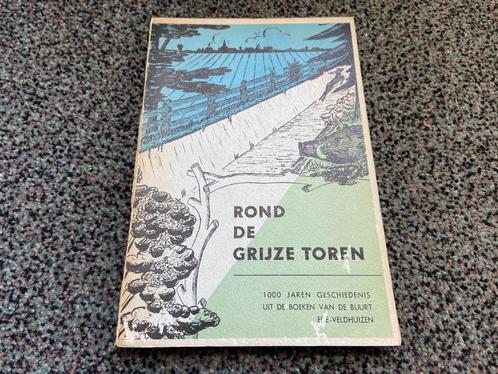 ROND
DE
GRIJZE TOREN
1000 JAREN GESCHIEDENIS
UIT DE BOEKEN VAN DE BUURT
EDE-VELDHUIZEN